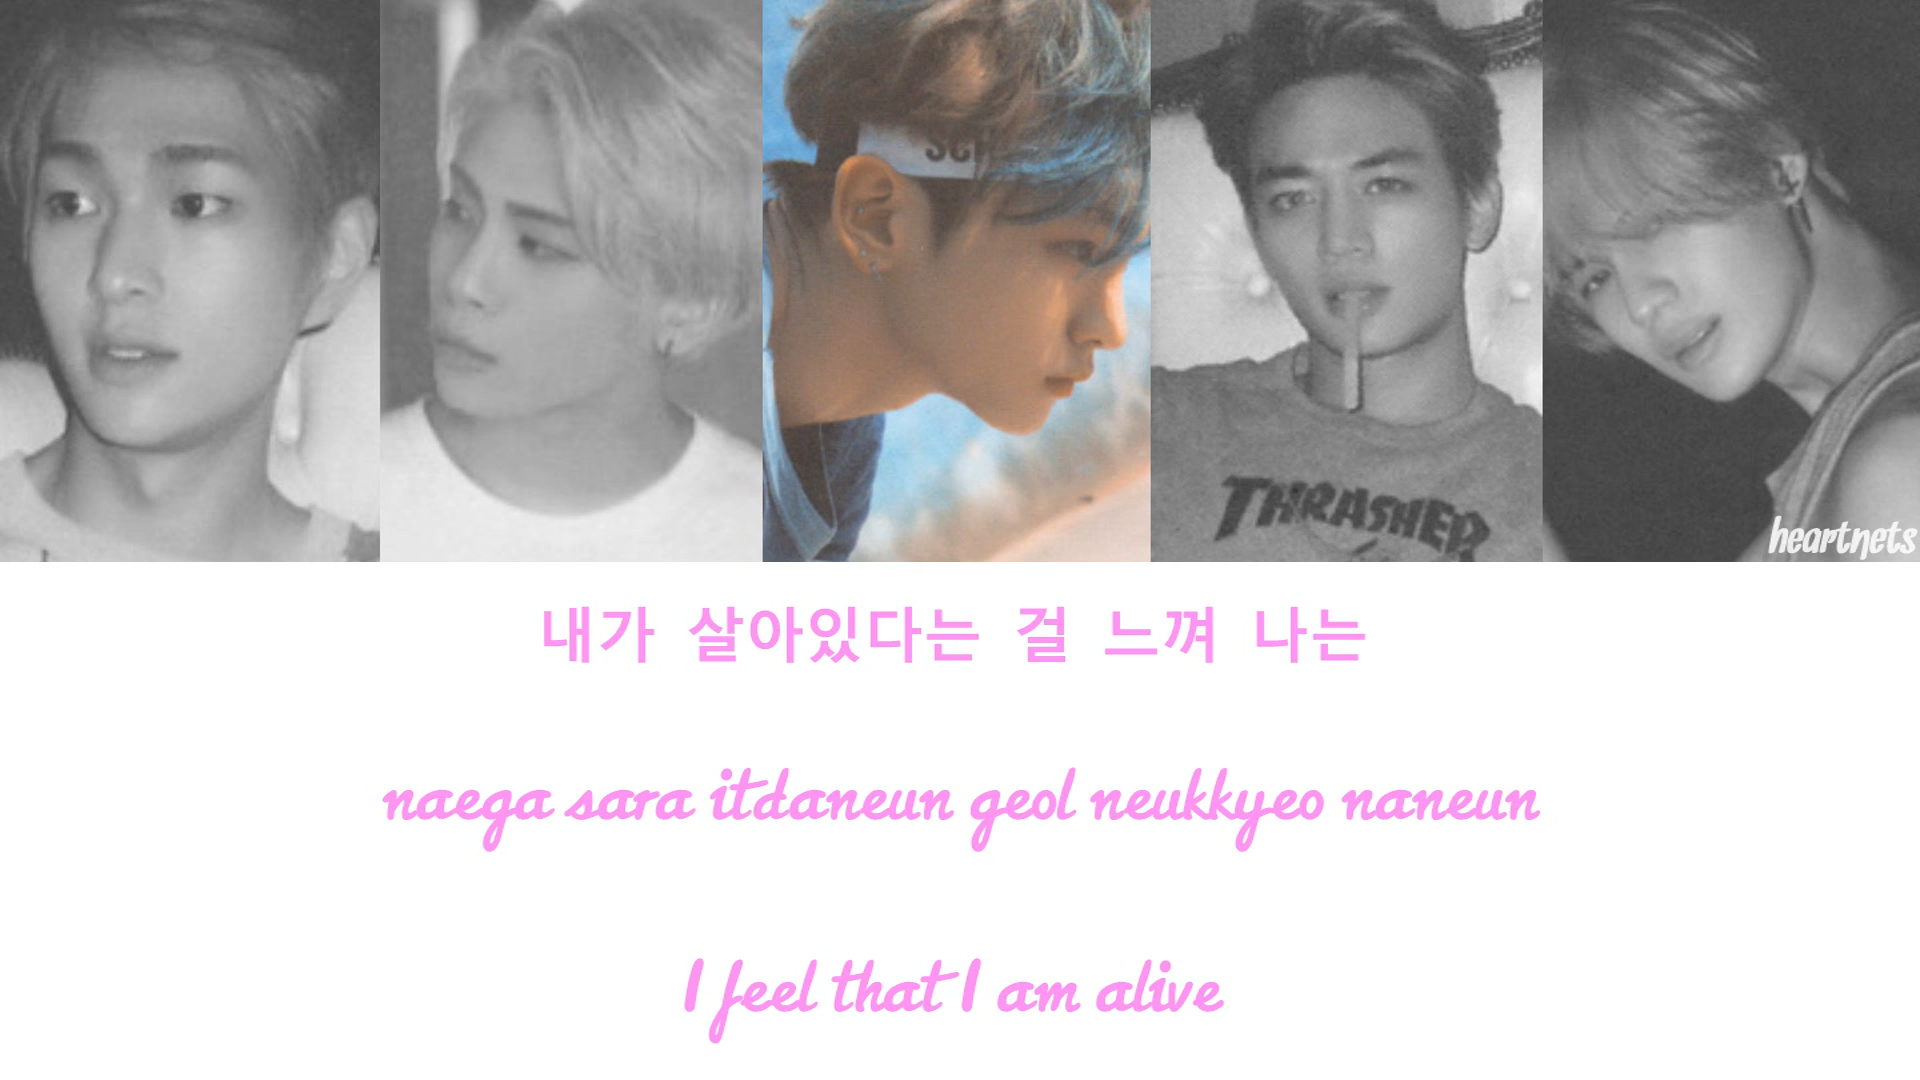 THRASHER
heartnets
내가 살아있다는 걸 느껴 나는
naega sara itdaneun geol neukkyeo naneun
I feel that I am alive